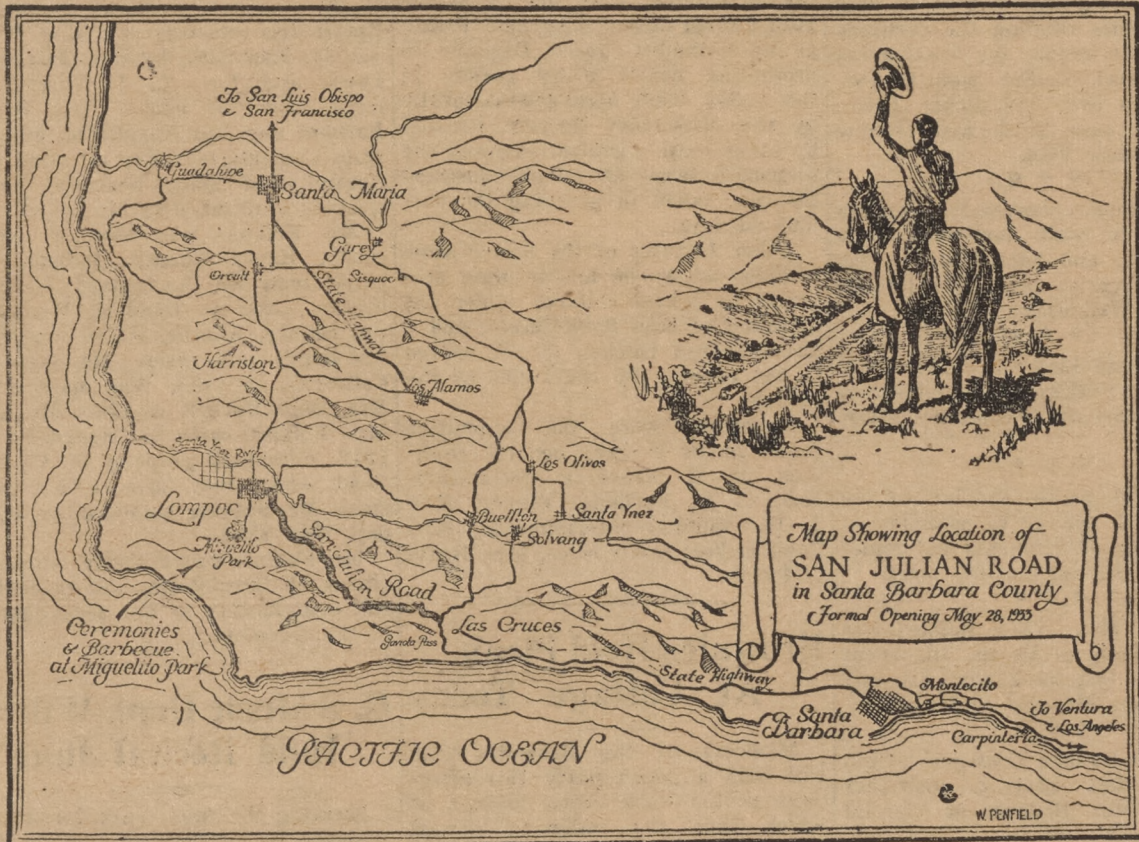 To San Luis Obispo
& San Francisco
Guadalupe
Santa Maria
Garey
Orcutt
Sisquoc
State Highway
Harriston
Los Alamos
Santa Ynez River
Los Olivos
Lompoc
Buellton
Santa Ynez
Solvang
Miguelito
Park
San Julian Road
Las Cruces
Gaviota Pass
Ceremonies
& Barbecue
at Miguelito Park
State Highway
Map Showing Location of
SAN JULIAN ROAD
in Santa Barbara County
Formal Opening May 28, 1933
Montecito
Santa
Barbara
To Ventura
& Los Angeles
Carpinteria
PACIFIC OCEAN
W. PENFIELD